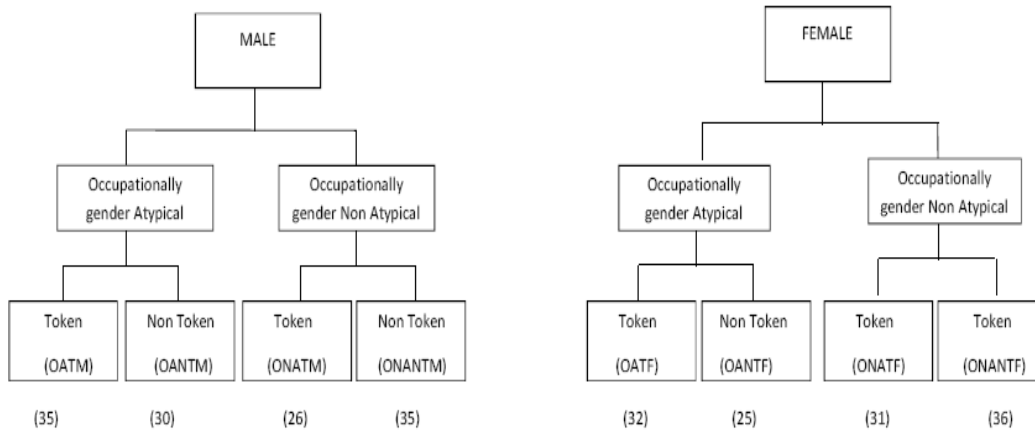 MALE
FEMALE
Occupationally
gender Atypical
Occupationally
gender Non Atypical
Occupationally
gender Atypical
Occupationally
gender Non Atypical
Token
(OATM)
Non Token
(OANTM)
Token
(ONATM)
Non Token
(ONANTM)
Token
(OATF)
Non Token
(OANTF)
Token
(ONATF)
Token
(ONANTF)
(35)
(30)
(26)
(35)
(32)
(25)
(31)
(36)